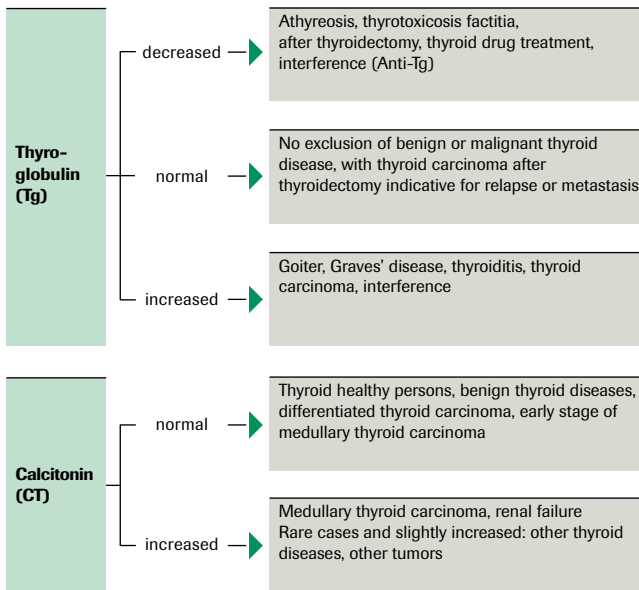 Thyro-
globulin
(Tg)
decreased
Athyreosis, thyrotoxicosis factitia,
after thyroidectomy, thyroid drug treatment,
interference (Anti-Tg)
normal
No exclusion of benign or malignant thyroid
disease, with thyroid carcinoma after
thyroidectomy indicative for relapse or metastasis
increased
Goiter, Graves’ disease, thyroiditis, thyroid
carcinoma, interference
Calcitonin
(CT)
normal
Thyroid healthy persons, benign thyroid diseases,
differentiated thyroid carcinoma, early stage of
medullary thyroid carcinoma
increased
Medullary thyroid carcinoma, renal failure
Rare cases and slightly increased: other thyroid
diseases, other tumors